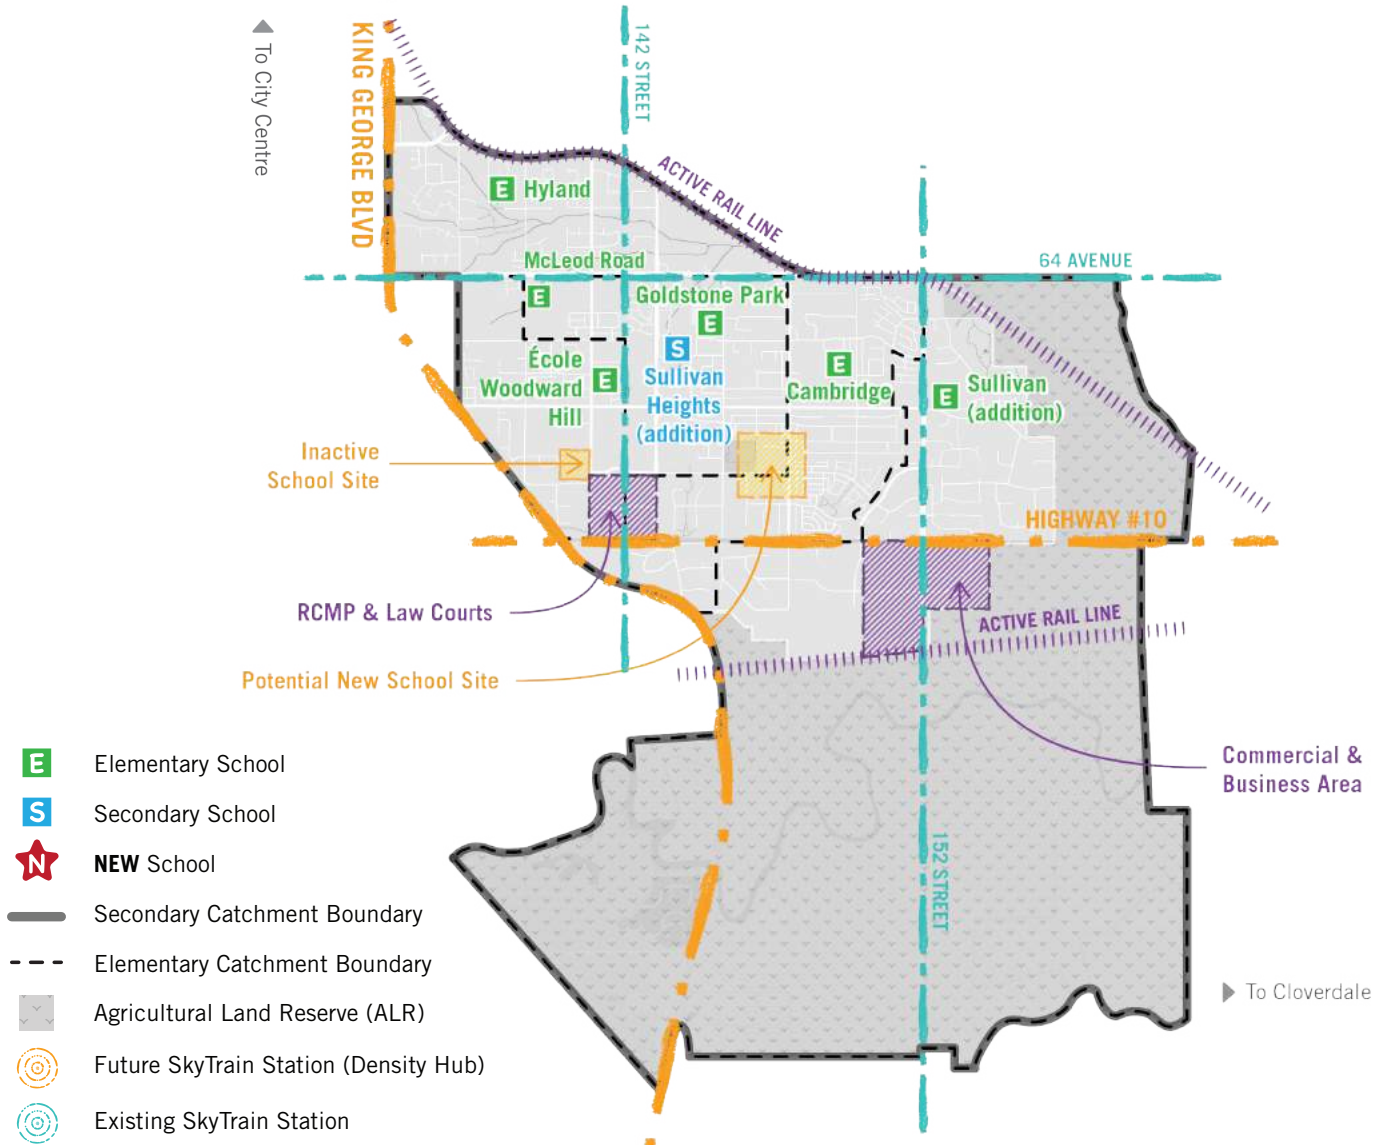 To City Centre
KING GEORGE BLVD
142 STREET
ACTIVE RAIL LINE
E Hyland
McLeod Road
64 AVENUE
E
Goldstone Park
E
S
Sullivan
Heights
(addition)
École
Woodward
Hill
E
E
Cambridge
E
Sullivan
(addition)
Inactive
School Site
HIGHWAY #10
RCMP & Law Courts
ACTIVE RAIL LINE
Potential New School Site
Commercial &
Business Area
152 STREET
To Cloverdale
E Elementary School
S Secondary School
N NEW School
Secondary Catchment Boundary
Elementary Catchment Boundary
Agricultural Land Reserve (ALR)
Future SkyTrain Station (Density Hub)
Existing SkyTrain Station